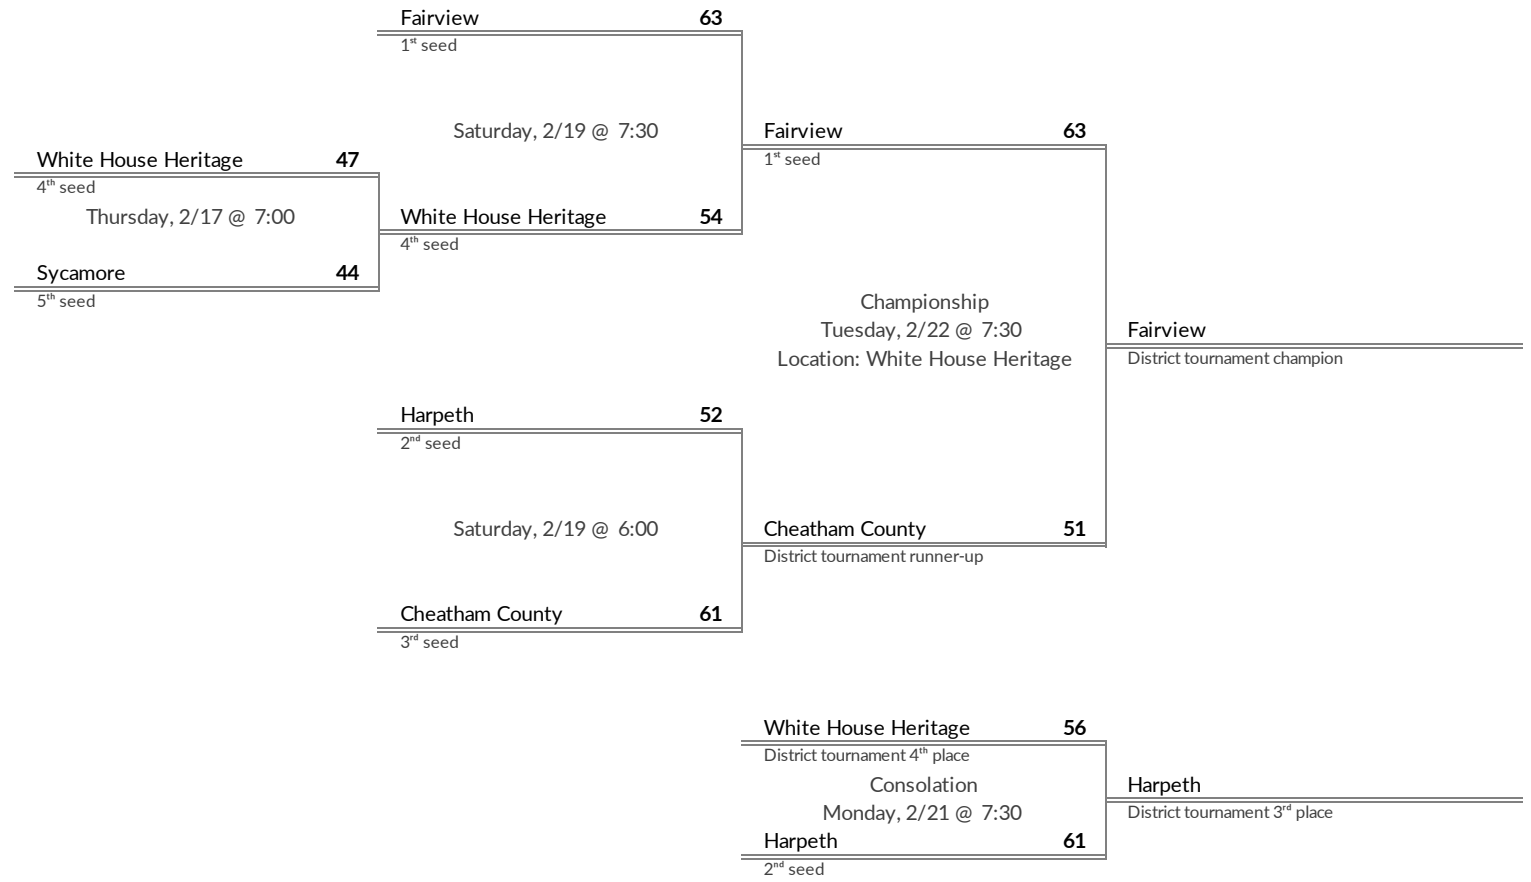 Fairview 63
1st seed
Saturday, 2/19 @ 7:30
Fairview 63
1st seed
White House Heritage 47
4th seed
Thursday, 2/17 @ 7:00
White House Heritage 54
4th seed
Sycamore 44
5th seed
Championship
Tuesday, 2/22 @ 7:30
Location: White House Heritage
Fairview
District tournament champion
Harpeth 52
2nd seed
Saturday, 2/19 @ 6:00
Cheatham County 51
District tournament runner-up
Cheatham County 61
3rd seed
White House Heritage 56
District tournament 4th place
Consolation
Monday, 2/21 @ 7:30
Harpeth
District tournament 3rd place
Harpeth 61
2nd seed